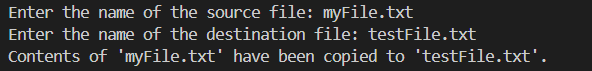 Enter the name of the source file: myFile.txt
Enter the name of the destination file: testFile.txt
Contents of 'myFile.txt' have been copied to 'testFile.txt'.